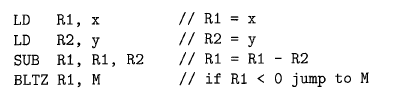 LD R1, x // R1 = x
LD R2, y // R2 = y
SUB R1, R1, R2 // R1 = R1 - R2
BLTZ R1, M // if R1 < 0 jump to M